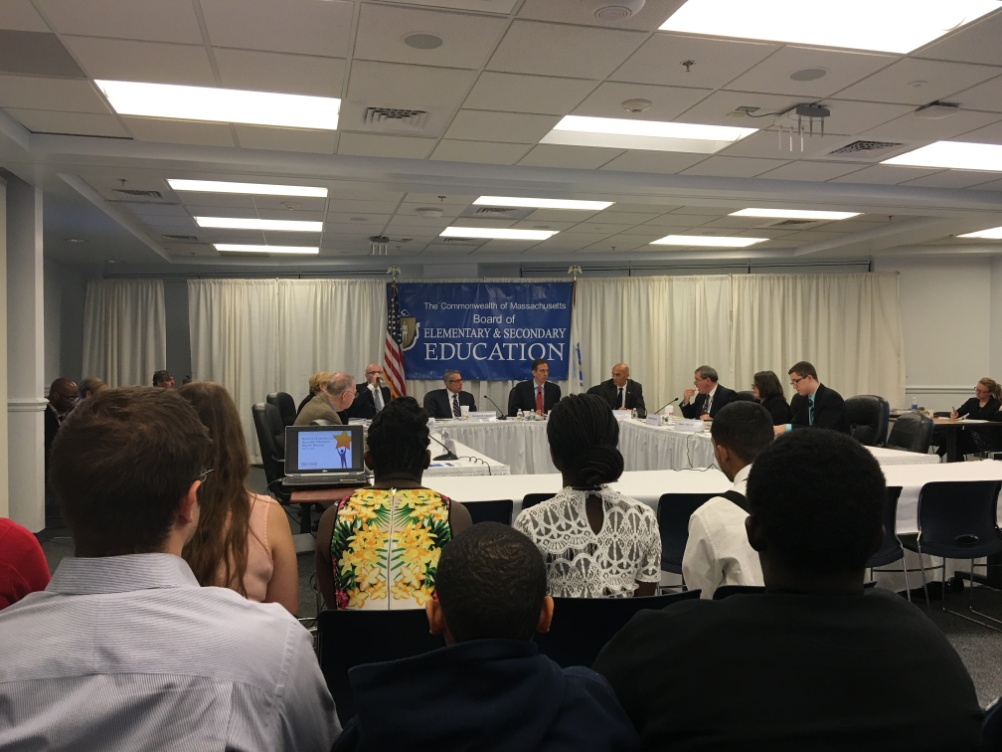 The Commonwealth of Massachusetts
Board of
ELEMENTARY & SECONDARY
EDUCATION